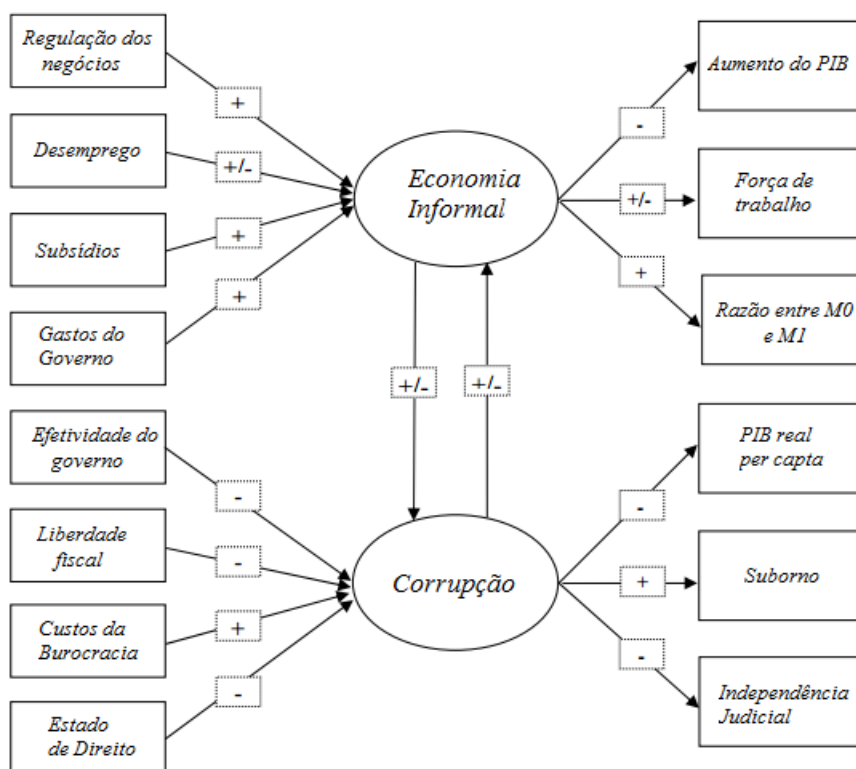 Regulação dos
negócios
+
Desemprego
+/-
Subsídios
+
Gastos do
Governo
+
Economia
Informal
-
Aumento do PIB
+/-
Força de
trabalho
+
Razão entre M0
e M1
+/-
+/-
Efetividade do
governo
-
Liberdade
fiscal
-
Custos da
Burocracia
+
Estado
de Direito
-
Corrupção
-
PIB real
per capta
+
Suborno
-
Independência
Judicial